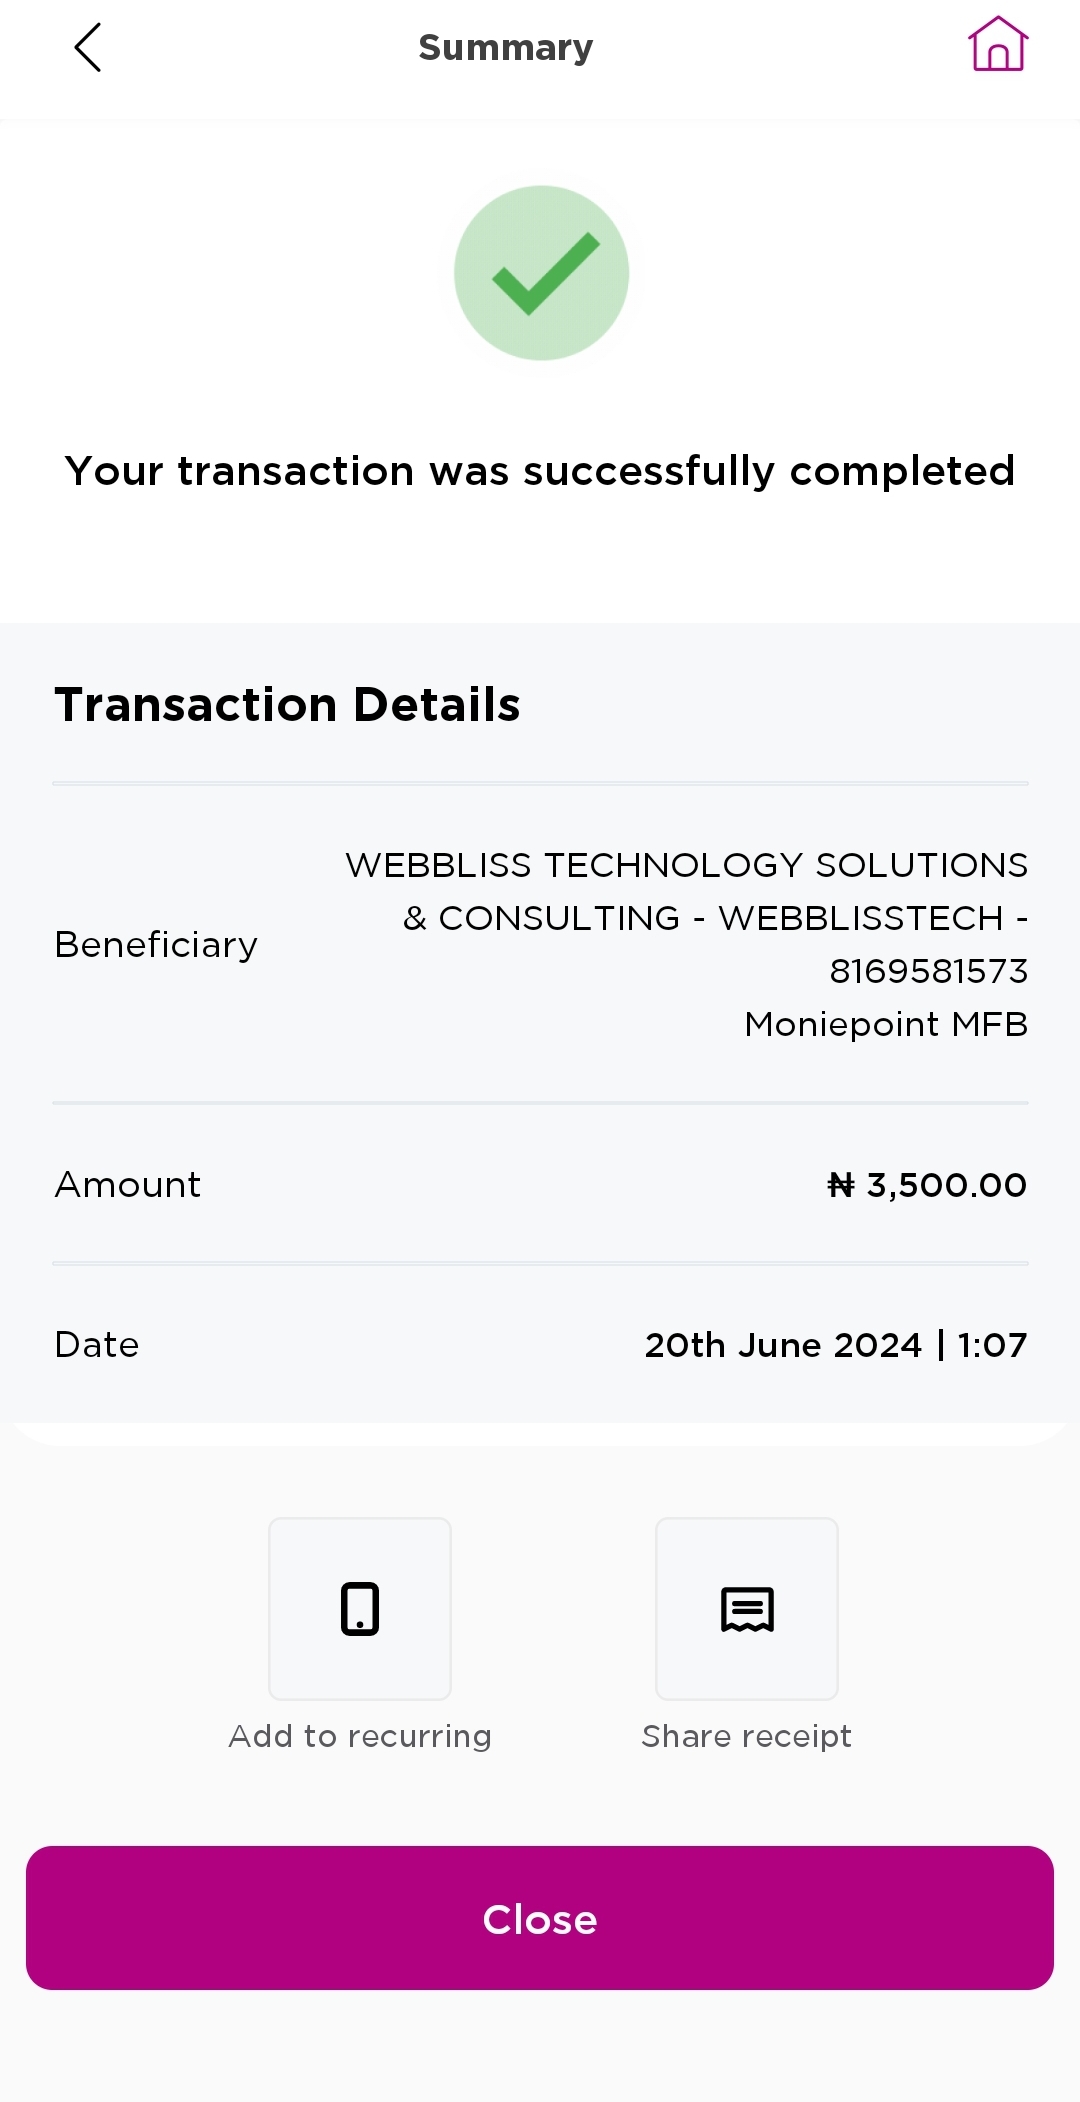 Summary
Your transaction was successfully completed
Transaction Details
Beneficiary
WEBBLISS TECHNOLOGY SOLUTIONS
& CONSULTING - WEBBLISSTECH -
8169581573
Moniepoint MFB
Amount
₦ 3,500.00
Date
20th June 2024 | 1:07
Add to recurring
Share receipt
Close